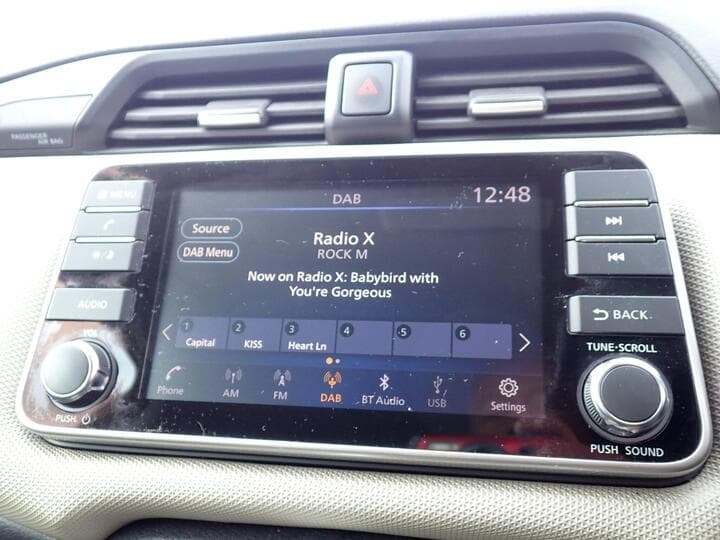 PASSENGER
AIR BAG
MENU
DAB
12:48
Source
Radio X
ROCK M
DAB Menu
Now on Radio X: Babybird with
You're Gorgeous
AUDIO
BACK
VOL
1
2
3
4
5
6
Capital
KISS
Heart Ln
TUNE·SCROLL
Phone
AM
FM
DAB
BT Audio
USB
Settings
PUSH
PUSH SOUND